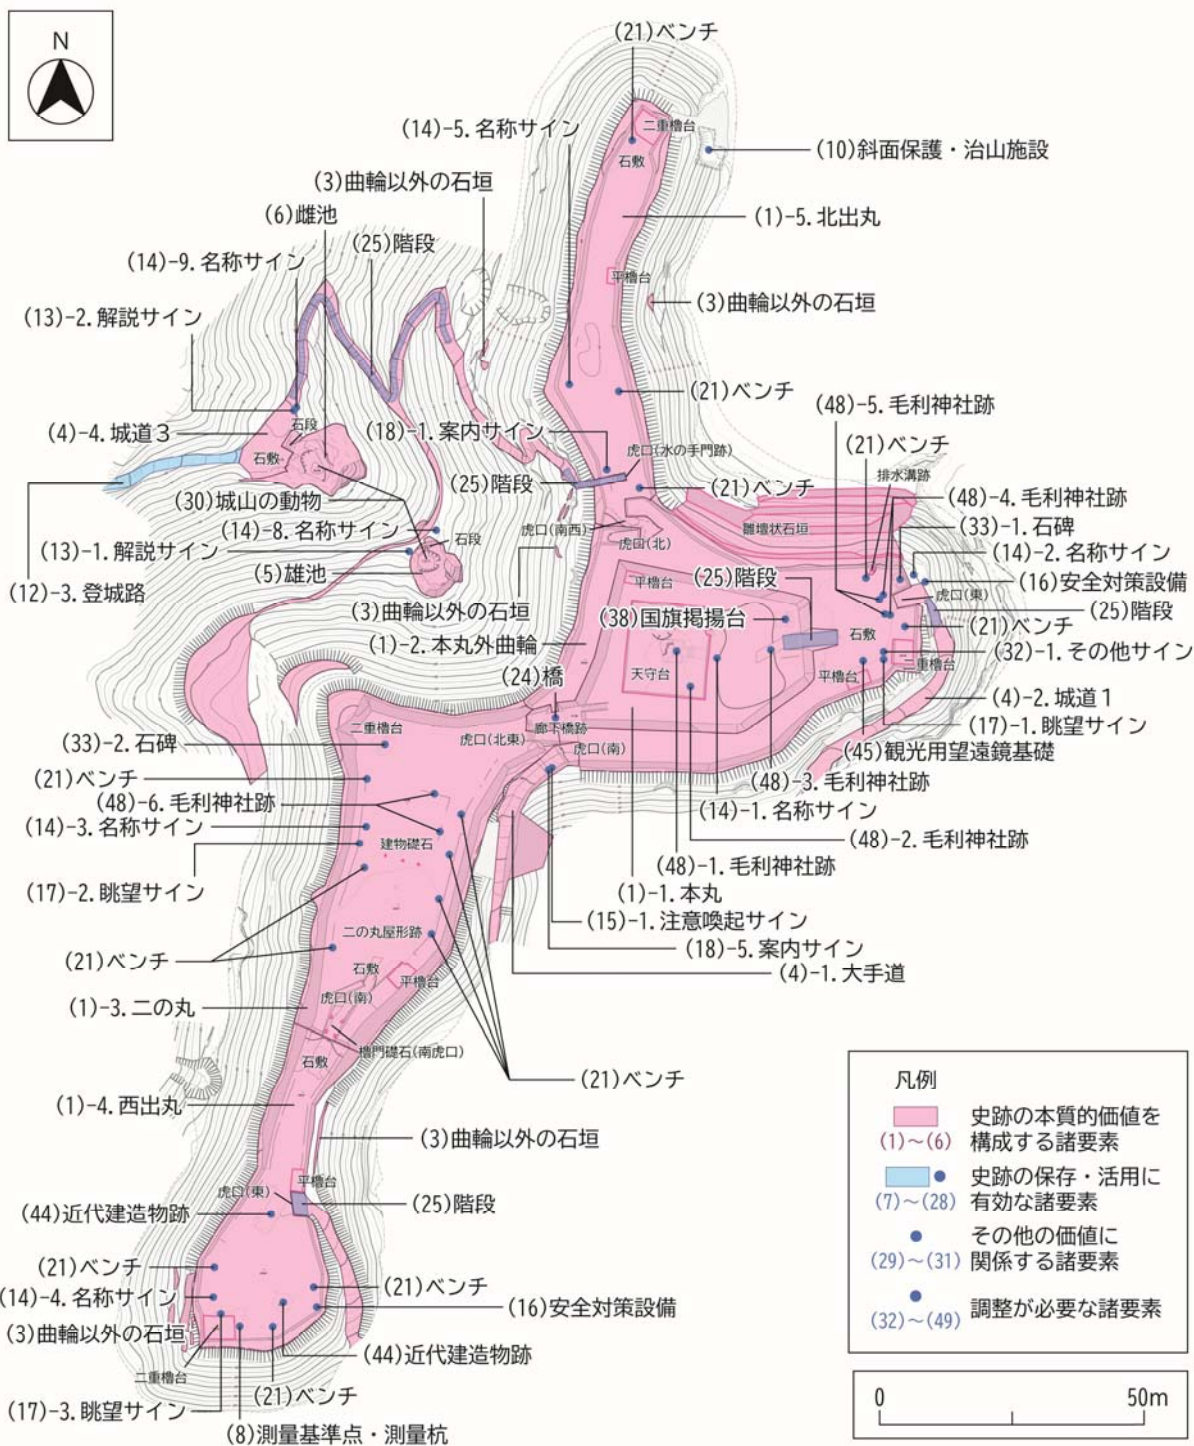 N
(21)ベンチ
(14)-5. 名称サイン
二重櫓台
石敷
(10)斜面保護・治山施設
(3)曲輪以外の石垣
(6)雌池
(1)-5. 北出丸
(25)階段
(14)-9. 名称サイン
平櫓台
(3)曲輪以外の石垣
(13)-2. 解説サイン
(21)ベンチ
(48)-5. 毛利神社跡
石段
(4)-4. 城道3
(18)-1. 案内サイン
(21)ベンチ
虎口(水の手門跡)
石敷
排水溝跡
(25)階段
(21)ベンチ
(48)-4. 毛利神社跡
(30)城山の動物
(33)-1. 石碑
(14)-8. 名称サイン
虎口(南西)
雛壇状石垣
石段
虎口(北)
(13)-1. 解説サイン
(14)-2. 名称サイン
(5)雄池
平櫓台
(25)階段
(16)安全対策設備
(12)-3. 登城路
虎口(東)
(3)曲輪以外の石垣
(38)国旗掲揚台
(25)階段
(21)ベンチ
石敷
(1)-2. 本丸外曲輪
(32)-1. その他サイン
二重櫓台
(24)橋
天守台
平櫓台
(4)-2. 城道1
二重櫓台
廊下橋跡
(17)-1. 眺望サイン
(33)-2. 石碑
虎口(北東)
虎口(南)
(45)観光用望遠鏡基礎
(21)ベンチ
(48)-3. 毛利神社跡
(48)-6. 毛利神社跡
(14)-1. 名称サイン
(14)-3. 名称サイン
建物礎石
(48)-2. 毛利神社跡
(48)-1. 毛利神社跡
(17)-2. 眺望サイン
(1)-1. 本丸
(15)-1. 注意喚起サイン
二の丸屋形跡
(18)-5. 案内サイン
(21)ベンチ
石敷
平櫓台
(4)-1. 大手道
虎口(南)
(1)-3. 二の丸
櫓門礎石(南虎口)
石敷
(21)ベンチ
(1)-4. 西出丸
(3)曲輪以外の石垣
平櫓台
虎口(東)
(25)階段
(44)近代建造物跡
(21)ベンチ
(21)ベンチ
(14)-4. 名称サイン
(16)安全対策設備
(3)曲輪以外の石垣
(44)近代建造物跡
二重櫓台
(21)ベンチ
(17)-3. 眺望サイン
(8)測量基準点・測量杭
凡例
史跡の本質的価値を
(1)～(6) 構成する諸要素
史跡の保存・活用に
(7)～(28) 有効な諸要素
その他の価値に
(29)～(31) 関係する諸要素
調整が必要な諸要素
(32)～(49)
0 50m